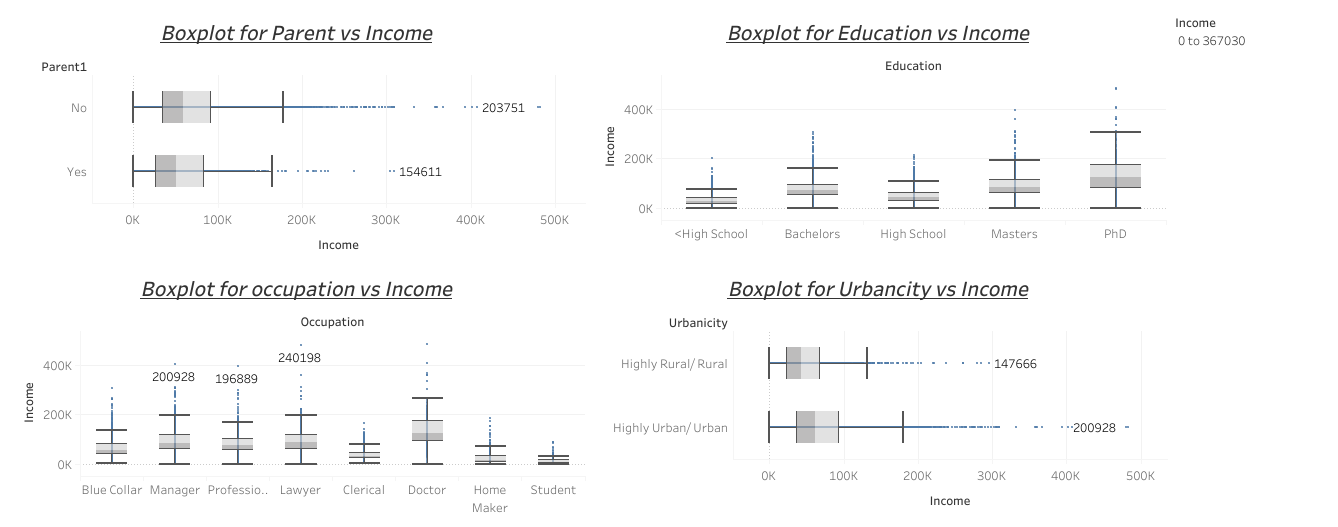 Boxplot for Parent vs Income
Parent1
No
203751
Yes
154611
0K 100K 200K 300K 400K 500K
Income
Boxplot for Education vs Income
Education
Income
400K
200K
0K
<High School Bachelors High School Masters PhD
Income
0 to 367030
Boxplot for occupation vs Income
Occupation
Income
400K
200K
0K
240198
200928 196889
Blue Collar Manager Professio.. Lawyer Clerical Doctor Home Student
Maker
Boxplot for Urbancity vs Income
Urbanicity
Highly Rural/ Rural
147666
Highly Urban/ Urban
200928
0K 100K 200K 300K 400K 500K
Income